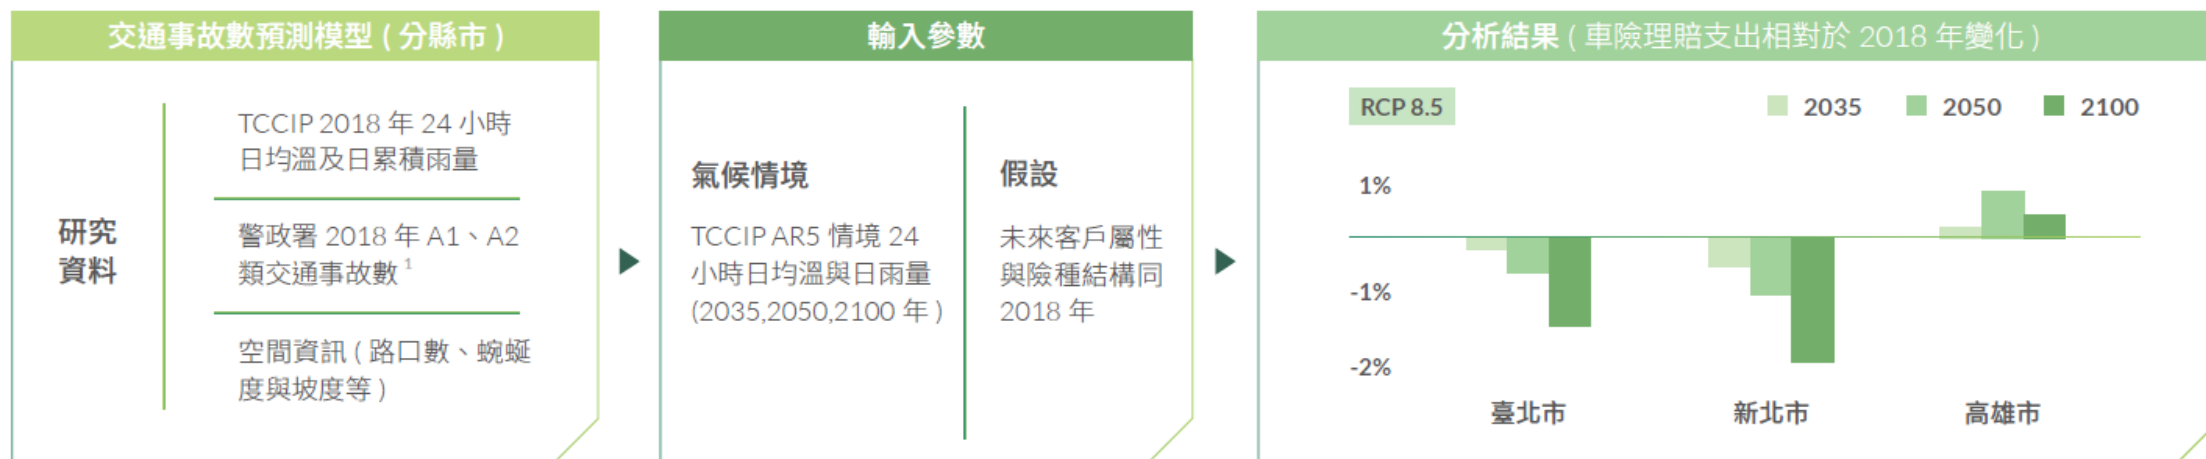 交通事故數預測模型 ( 分縣市 )
研究
資料
TCCIP 2018 年 24 小時
日均溫及日累積雨量
警政署 2018 年 A1、A2
類交通事故數 1
空間資訊 ( 路口數、蜿蜒
度與坡度等 )
輸入參數
氣候情境
TCCIP AR5 情境 24
小時日均溫與日雨量
(2035,2050,2100 年 )
假設
未來客戶屬性
與險種結構同
2018 年
分析結果 ( 車險理賠支出相對於 2018 年變化 )
RCP 8.5
2035
2050
2100
1%
-1%
-2%
臺北市
新北市
高雄市